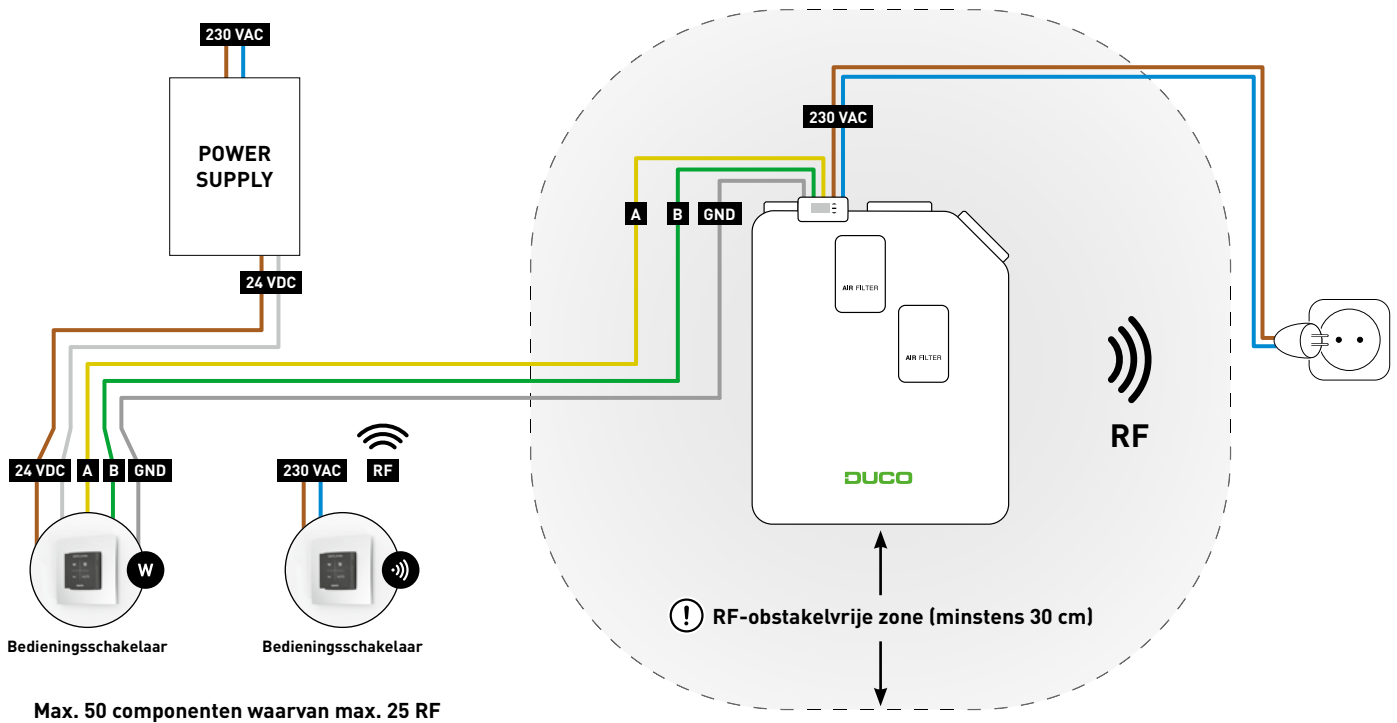 230 VAC
POWER
SUPPLY
24 VDC
230 VAC
A
B
GND
AIR FILTER
AIR FILTER
RF
DUCO
24 VDC
A
B
GND
230 VAC
RF
W
Bedieningsschakelaar
Bedieningsschakelaar
! RF-obstakelvrije zone (minstens 30 cm)
Max. 50 componenten waarvan max. 25 RF